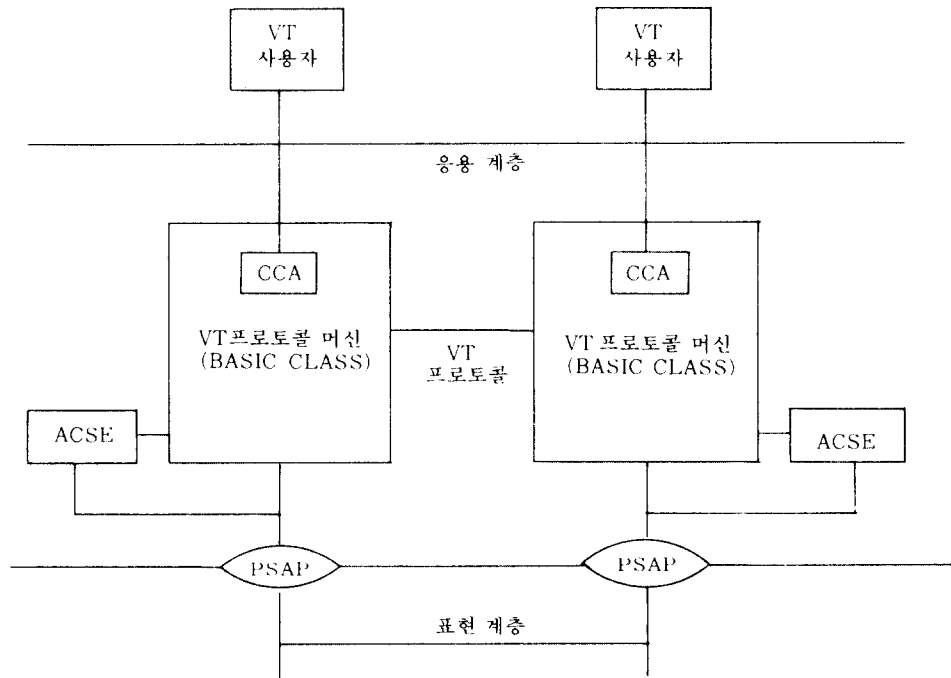 VT
사용자
VT
사용자
응용 계층
CCA
CCA
VT프로토콜 머신
(BASIC CLASS)
VT
프로토콜
VT 프로토콜 머신
(BASIC CLASS)
ACSE
ACSE
PSAP
PSAP
표현 계층